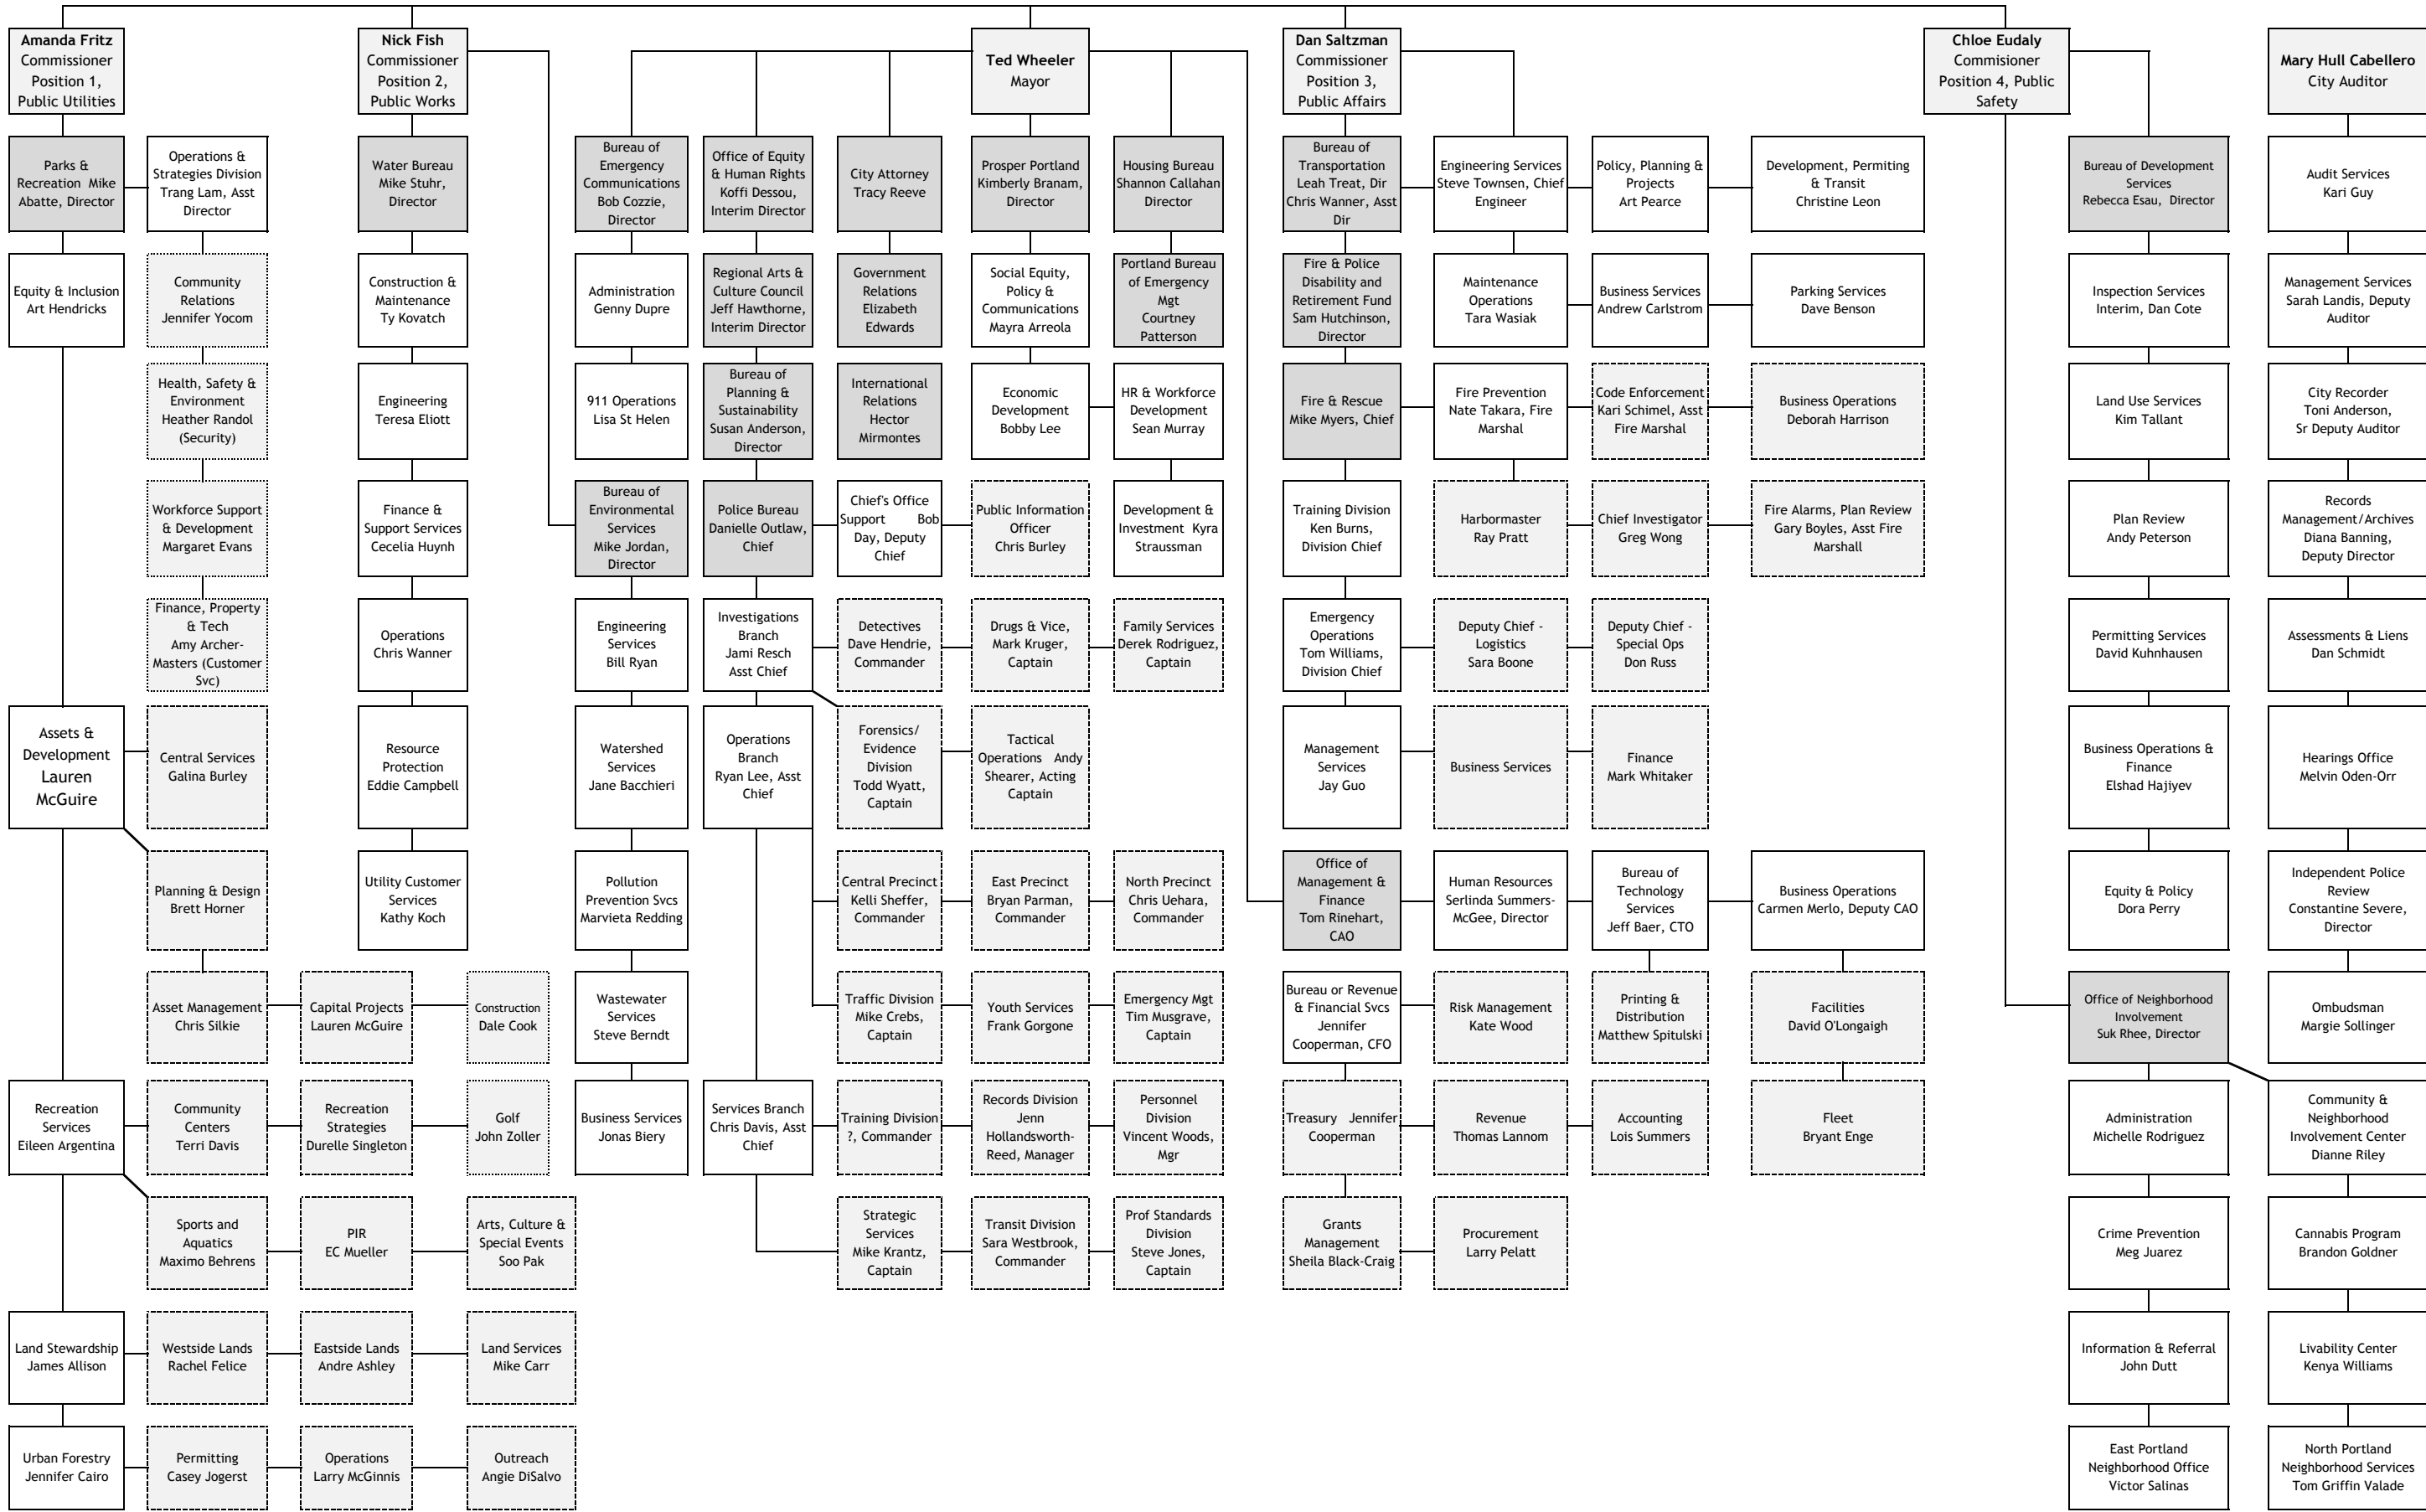 Amanda Fritz
Commissioner
Position 1,
Public Utilities
Nick Fish
Commissioner
Position 2,
Public Works
Ted Wheeler
Mayor
Dan Saltzman
Commissioner
Position 3,
Public Affairs
Chloe Eudaly
Commisioner
Position 4, Public
Safety
Mary Hull Cabellero
City Auditor
Parks &
Recreation Mike
Abatte, Director
Operations &
Strategies Division
Trang Lam, Asst
Director
Water Bureau
Mike Stuhr,
Director
Bureau of
Emergency
Communications
Bob Cozzie,
Director
Office of Equity
& Human Rights
Koffi Dessou,
Interim Director
City Attorney
Tracy Reeve
Prosper Portland
Kimberly Branam,
Director
Housing Bureau
Shannon Callahan
Director
Bureau of
Transportation
Leah Treat, Dir
Chris Wanner, Asst
Dir
Engineering Services
Steve Townsen, Chief
Engineer
Policy, Planning &
Projects
Art Pearce
Development, Permiting
& Transit
Christine Leon
Bureau of Development
Services
Rebecca Esau, Director
Audit Services
Kari Guy
Equity & Inclusion
Art Hendricks
Community
Relations
Jennifer Yocom
Construction &
Maintenance
Ty Kovatch
Administration
Genny Dupre
Regional Arts &
Culture Council
Jeff Hawthorne,
Interim Director
Government
Relations
Elizabeth
Edwards
Social Equity,
Policy &
Communications
Mayra Arreola
Portland Bureau
of Emergency
Mgt
Courtney
Patterson
Fire & Police
Disability and
Retirement Fund
Sam Hutchinson,
Director
Maintenance
Operations
Tara Wasiak
Business Services
Andrew Carlstrom
Parking Services
Dave Benson
Inspection Services
Interim, Dan Cote
Management Services
Sarah Landis, Deputy
Auditor
Health, Safety &
Environment
Heather Randol
(Security)
Engineering
Teresa Eliott
911 Operations
Lisa St Helen
Bureau of
Planning &
Sustainability
Susan Anderson,
Director
International
Relations
Hector
Mirmontes
Economic
Development
Bobby Lee
HR & Workforce
Development
Sean Murray
Fire & Rescue
Mike Myers, Chief
Fire Prevention
Nate Takara, Fire
Marshal
Code Enforcement
Kari Schimel, Asst
Fire Marshal
Business Operations
Deborah Harrison
Land Use Services
Kim Tallant
City Recorder
Toni Anderson,
Sr Deputy Auditor
Workforce Support
& Development
Margaret Evans
Finance &
Support Services
Cecelia Huynh
Bureau of
Environmental
Services
Mike Jordan,
Director
Police Bureau
Danielle Outlaw,
Chief
Chief's Office
Support Bob
Day, Deputy
Chief
Public Information
Officer
Chris Burley
Development &
Investment Kyra
Straussman
Training Division
Ken Burns,
Division Chief
Harbormaster
Ray Pratt
Chief Investigator
Greg Wong
Fire Alarms, Plan Review
Gary Boyles, Asst Fire
Marshall
Plan Review
Andy Peterson
Records
Management/Archives
Diana Banning,
Deputy Director
Finance, Property
& Tech
Amy Archer-
Masters (Customer
Svc)
Operations
Chris Wanner
Engineering
Services
Bill Ryan
Investigations
Branch
Jami Resch
Asst Chief
Detectives
Dave Hendrie,
Commander
Drugs & Vice,
Mark Kruger,
Captain
Family Services
Derek Rodriguez,
Captain
Emergency
Operations
Tom Williams,
Division Chief
Deputy Chief -
Logistics
Sara Boone
Deputy Chief -
Special Ops
Don Russ
Permitting Services
David Kuhnhausen
Assessments & Liens
Dan Schmidt
Assets &
Development
Lauren
McGuire
Central Services
Galina Burley
Resource
Protection
Eddie Campbell
Watershed
Services
Jane Bacchieri
Operations
Branch
Ryan Lee, Asst
Chief
Forensics/
Evidence
Division
Todd Wyatt,
Captain
Tactical
Operations Andy
Shearer, Acting
Captain
Management
Services
Jay Guo
Business Services
Finance
Mark Whitaker
Business Operations &
Finance
Elshad Hajiyev
Hearings Office
Melvin Oden-Orr
Planning & Design
Brett Horner
Utility Customer
Services
Kathy Koch
Pollution
Prevention Svcs
Marvieta Redding
Central Precinct
Kelli Sheffer,
Commander
East Precinct
Bryan Parman,
Commander
North Precinct
Chris Uehara,
Commander
Office of
Management &
Finance
Tom Rinehart,
CAO
Human Resources
Serlinda Summers-
McGee, Director
Bureau of
Technology
Services
Jeff Baer, CTO
Business Operations
Carmen Merlo, Deputy CAO
Equity & Policy
Dora Perry
Independent Police
Review
Constantine Severe,
Director
Asset Management
Chris Silkie
Capital Projects
Lauren McGuire
Construction
Dale Cook
Wastewater
Services
Steve Berndt
Traffic Division
Mike Crebs,
Captain
Youth Services
Frank Gorgone
Emergency Mgt
Tim Musgrave,
Captain
Bureau or Revenue
& Financial Svcs
Jennifer
Cooperman, CFO
Risk Management
Kate Wood
Printing &
Distribution
Matthew Spitulski
Facilities
David O'Longaigh
Office of Neighborhood
Involvement
Suk Rhee, Director
Ombudsman
Margie Sollinger
Recreation
Services
Eileen Argentina
Community
Centers
Terri Davis
Recreation
Strategies
Durelle Singleton
Golf
John Zoller
Business Services
Jonas Biery
Services Branch
Chris Davis, Asst
Chief
Training Division
?, Commander
Records Division
Jenn
Hollandsworth-
Reed, Manager
Personnel
Division
Vincent Woods,
Mgr
Treasury Jennifer
Cooperman
Revenue
Thomas Lannom
Accounting
Lois Summers
Fleet
Bryant Enge
Administration
Michelle Rodriguez
Community &
Neighborhood
Involvement Center
Dianne Riley
Sports and
Aquatics
Maximo Behrens
PIR
EC Mueller
Arts, Culture &
Special Events
Soo Pak
Strategic
Services
Mike Krantz,
Captain
Transit Division
Sara Westbrook,
Commander
Prof Standards
Division
Steve Jones,
Captain
Grants
Management
Sheila Black-Craig
Procurement
Larry Pelatt
Crime Prevention
Meg Juarez
Cannabis Program
Brandon Goldner
Land Stewardship
James Allison
Westside Lands
Rachel Felice
Eastside Lands
Andre Ashley
Land Services
Mike Carr
Information & Referral
John Dutt
Livability Center
Kenya Williams
Urban Forestry
Jennifer Cairo
Permitting
Casey Jogerst
Operations
Larry McGinnis
Outreach
Angie DiSalvo
East Portland
Neighborhood Office
Victor Salinas
North Portland
Neighborhood Services
Tom Griffin Valade